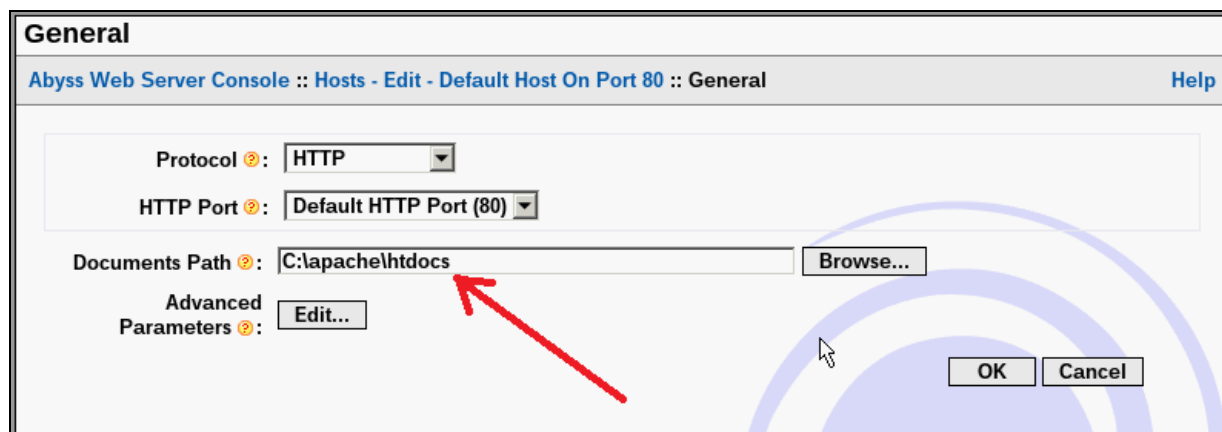 General
Abyss Web Server Console :: Hosts - Edit - Default Host On Port 80 :: General Help
Protocol ?: HTTP
HTTP Port ?: Default HTTP Port (80)
Documents Path ?: C:\apache\htdocs Browse...
Advanced
Parameters ?: Edit...
OK Cancel